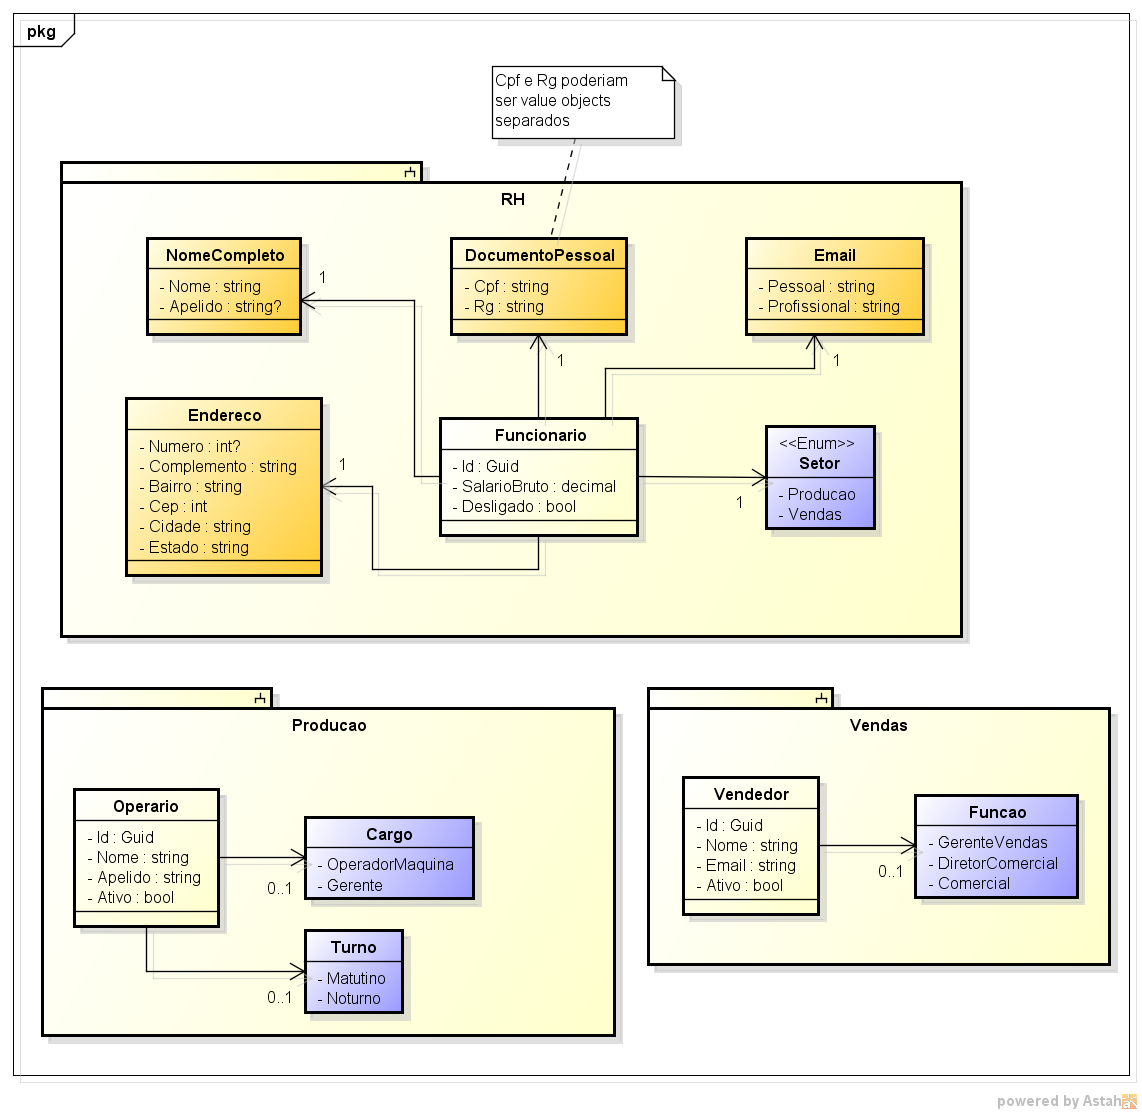 pkg
Cpf e Rg poderiam
ser value objects
separados
RH
NomeCompleto
- Nome : string
- Apelido : string?
1
DocumentoPessoal
- Cpf : string
- Rg : string
1
Email
- Pessoal : string
- Profissional : string
1
Endereco
- Numero : int?
- Complemento : string
- Bairro : string
- Cep : int
- Cidade : string
- Estado : string
1
Funcionario
- Id : Guid
- SalarioBruto : decimal
- Desligado : bool
<<Enum>>
Setor
- Producao
- Vendas
1
Producao
Operario
- Id : Guid
- Nome : string
- Apelido : string
- Ativo : bool
Cargo
- OperadorMaquina
- Gerente
0..1
Turno
- Matutino
- Noturno
0..1
Vendas
Vendedor
- Id : Guid
- Nome : string
- Email : string
- Ativo : bool
Funcao
- GerenteVendas
- DiretorComercial
- Comercial
0..1
powered by Astah